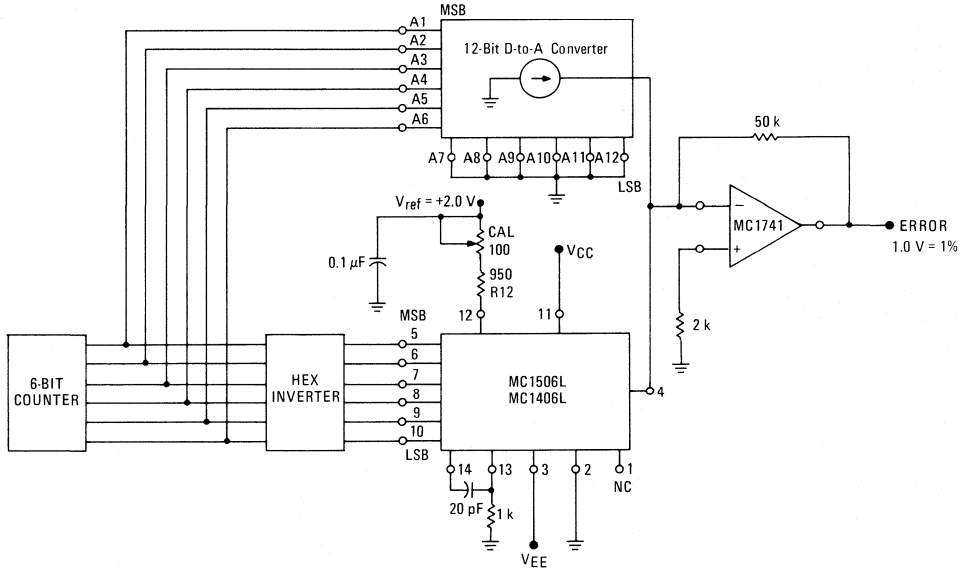 MSB
A1
A2
A3
A4
A5
A6
12-Bit D-to-A Converter
A7 A8 A9 A10 A11 A12
LSB
50 k
−
MC1741
+
ERROR
1.0 V = 1%
2 k
Vref = +2.0 V
CAL
100
0.1 μF
950
R12
VCC
12
11
MSB
5
6
7
8
9
10
LSB
6-BIT
COUNTER
HEX
INVERTER
MC1506L
MC1406L
4
14 13 3 2 1
NC
20 pF
1 k
VEE